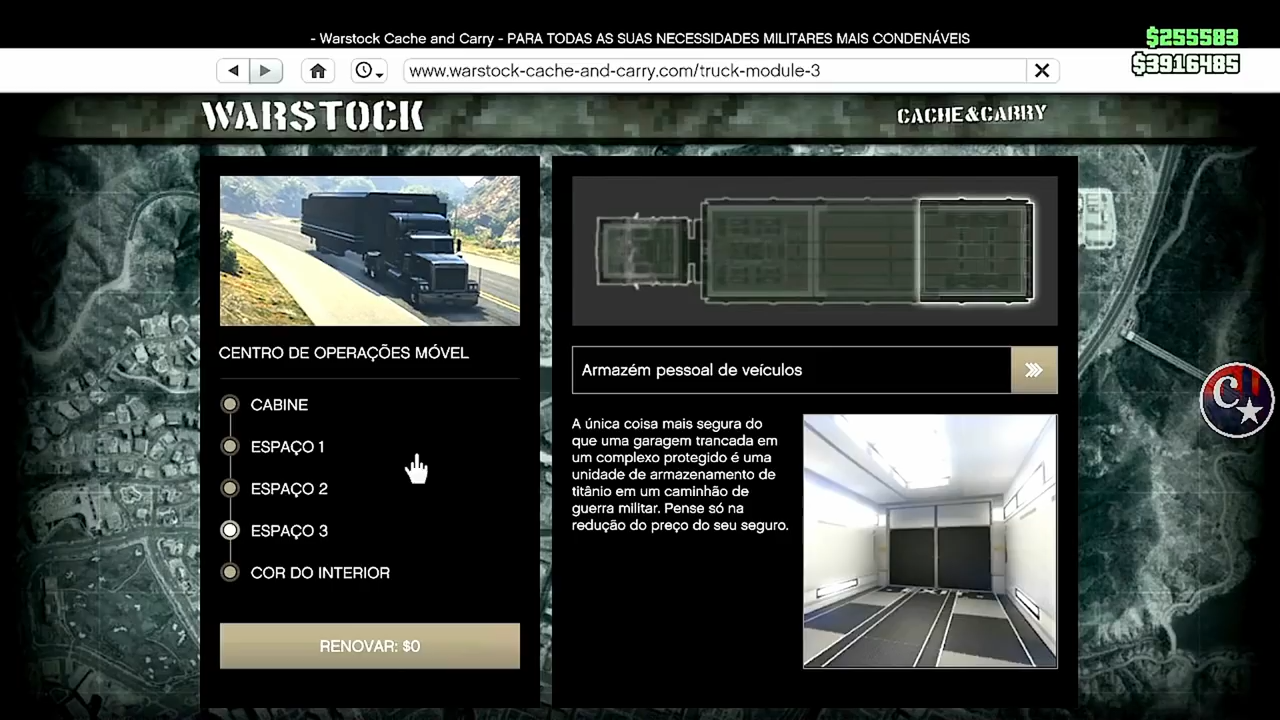 - Warstock Cache and Carry - PARA TODAS AS SUAS NECESSIDADES MILITARES MAIS CONDENÁVEIS
$255583
$3916485
www.warstock-cache-and-carry.com/truck-module-3
WARSTOCK
CACHE&CARRY
CENTRO DE OPERAÇÕES MÓVEL
CABINE
ESPAÇO 1
ESPAÇO 2
ESPAÇO 3
COR DO INTERIOR
RENOVAR: $0
Armazém pessoal de veículos
A única coisa mais segura do
que uma garagem trancada em
um complexo protegido é uma
unidade de armazenamento de
titânio em um caminhão de
guerra militar. Pense só na
redução do preço do seu seguro.
C